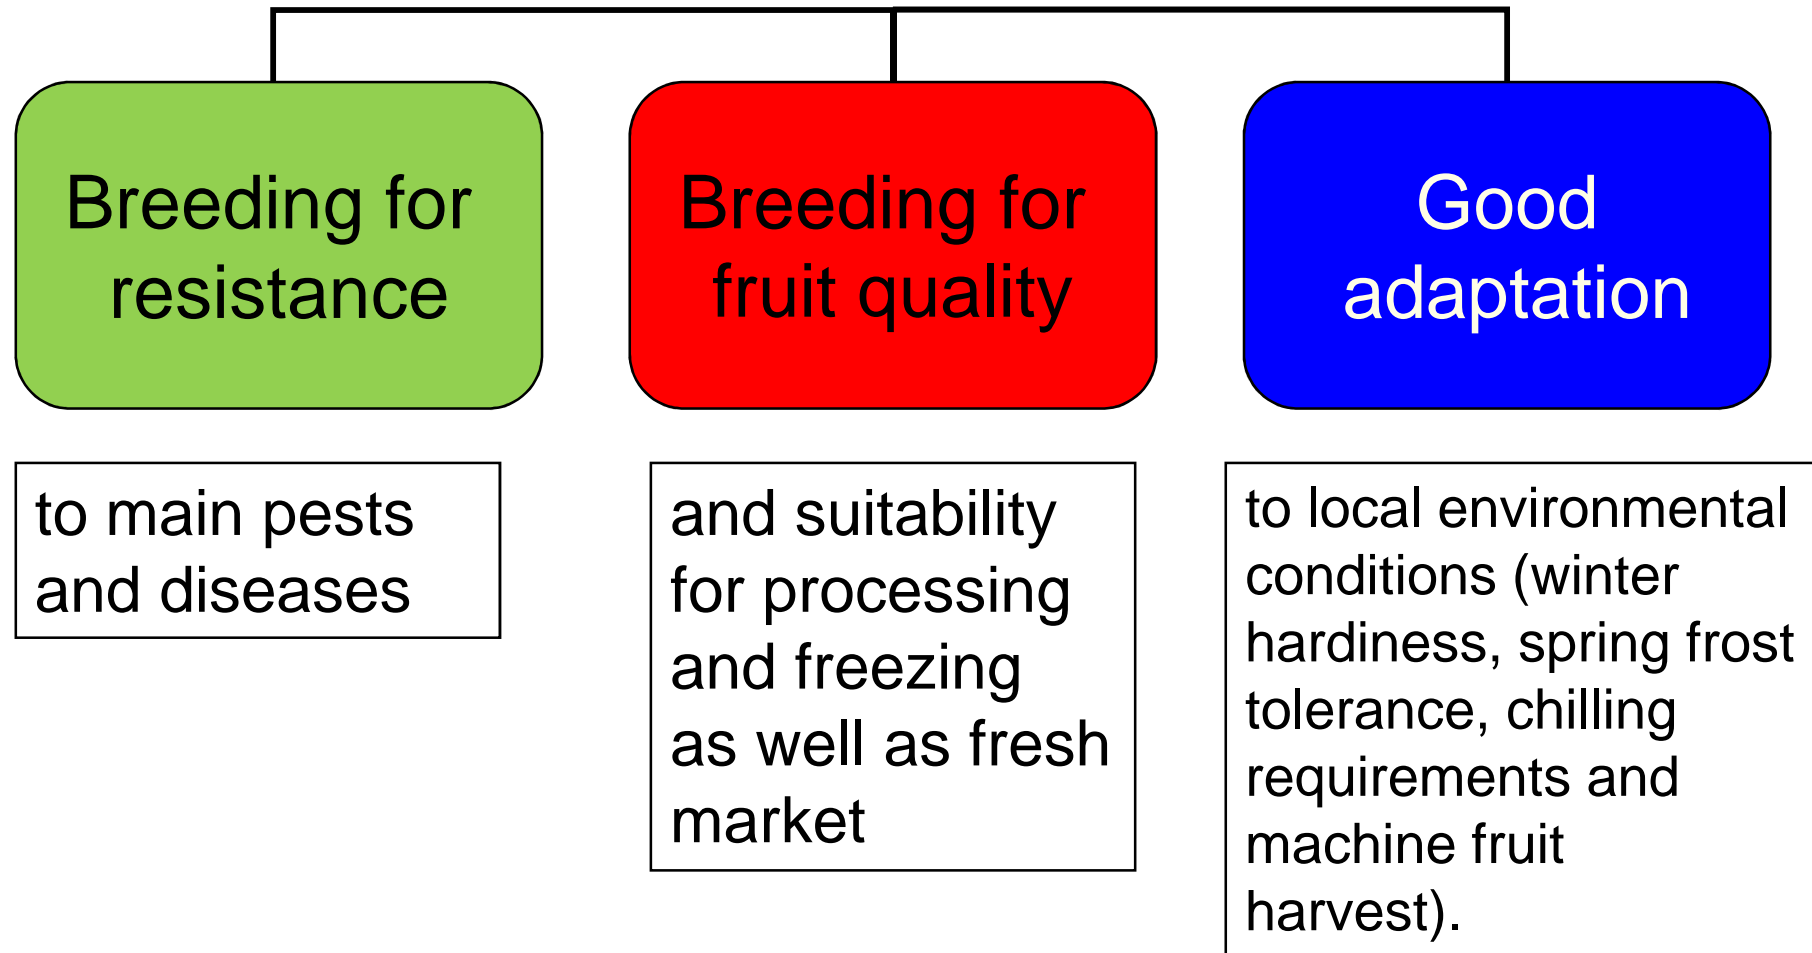 Breeding for
resistance
Breeding for
fruit quality
Good
adaptation
to main pests
and diseases
and suitability
for processing
and freezing
as well as fresh
market
to local environmental
conditions (winter
hardiness, spring frost
tolerance, chilling
requirements and
machine fruit
harvest).